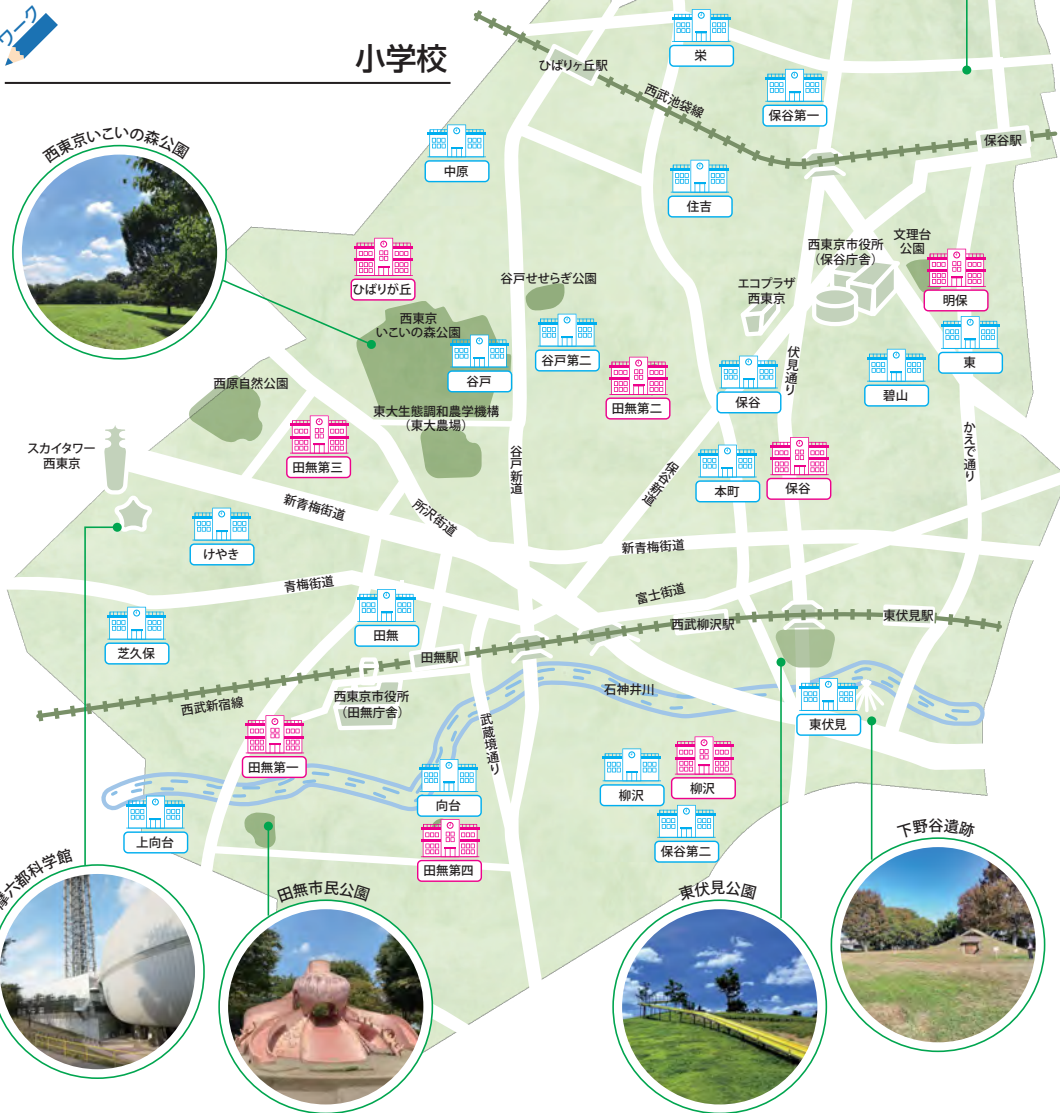 ワーク
小学校
栄
ひばりヶ丘駅
西武池袋線
保谷第一
保谷駅
西東京いこいの森公園
中原
住吉
西東京市役所
（保谷庁舎）
文理台
公園
ひばりが丘
谷戸せせらぎ公園
エコプラザ
西東京
明保
西東京
いこいの森公園
谷戸第二
谷戸
田無第二
保谷
伏見通り
碧山
東
西原自然公園
東大生態調和農学機構
（東大農場）
スカイタワー
西東京
田無第三
谷戸新道
保谷新道
本町
保谷
かえで通り
新青梅街道
所沢街道
けやき
新青梅街道
青梅街道
富士街道
田無
芝久保
西武柳沢駅
東伏見駅
田無駅
西武新宿線
西東京市役所
（田無庁舎）
石神井川
東伏見
武蔵境通り
田無第一
向台
柳沢
柳沢
上向台
田無第四
保谷第二
摩六都科学館
田無市民公園
東伏見公園
下野谷遺跡